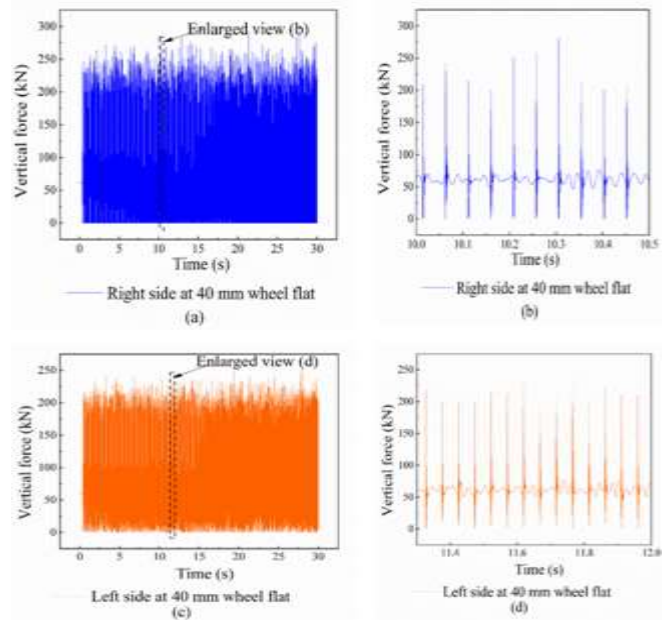 Enlarged view (b)
300
250
200
150
100
50
0
Vertical force (kN)
0 5 10 15 20 25 30
Time (s)
Right side at 40 mm wheel flat
(a)
300
250
200
150
100
50
0
Vertical force (kN)
10.0 10.1 10.2 10.3 10.4 10.5
Time (s)
Right side at 40 mm wheel flat
(b)
Enlarged view (d)
250
200
150
100
50
0
Vertical force (kN)
0 5 10 15 20 25 30
Time (s)
Left side at 40 mm wheel flat
(c)
250
200
150
100
50
0
Vertical force (kN)
11.4 11.6 11.8 12.0
Time (s)
Left side at 40 mm wheel flat
(d)